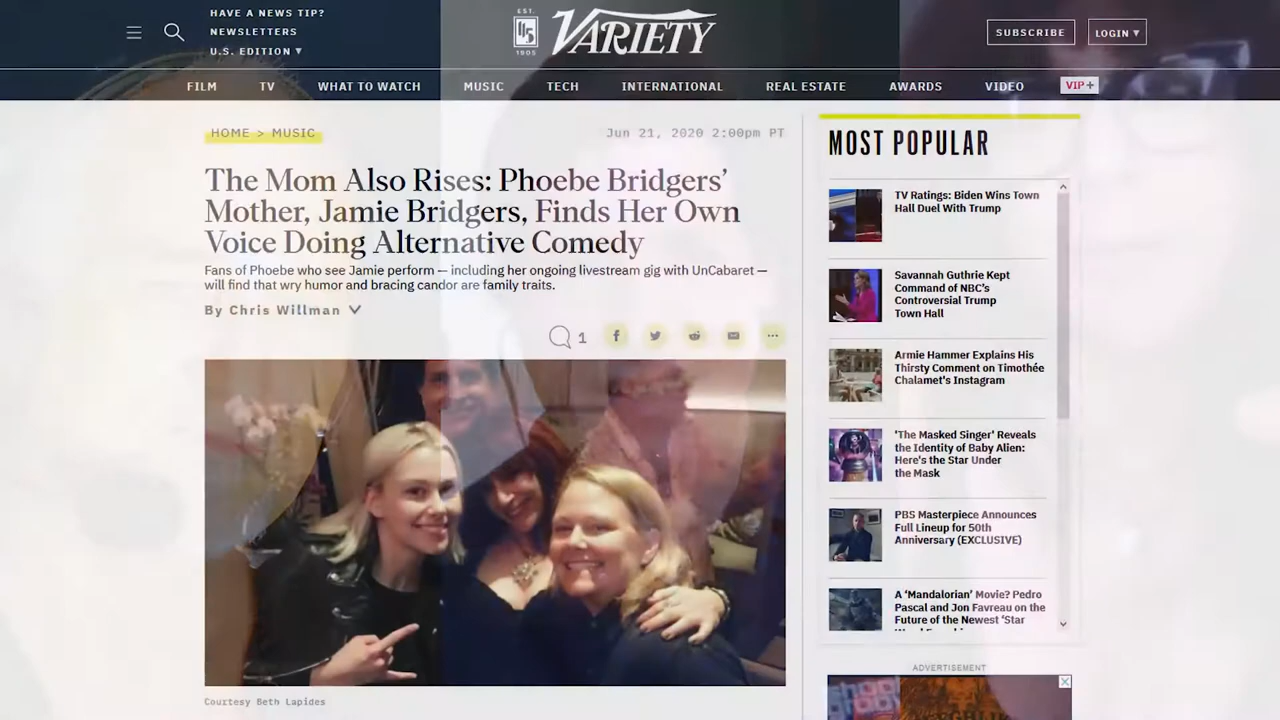 HAVE A NEWS TIP?
NEWSLETTERS
U.S. EDITION ▾
EST.
1905
VARIETY
SUBSCRIBE
LOGIN ▾
FILM
TV
WHAT TO WATCH
MUSIC
TECH
INTERNATIONAL
REAL ESTATE
AWARDS
VIDEO
VIP+
HOME > MUSIC
Jun 21, 2020 2:00pm PT
The Mom Also Rises: Phoebe Bridgers’
Mother, Jamie Bridgers, Finds Her Own
Voice Doing Alternative Comedy
Fans of Phoebe who see Jamie perform — including her ongoing livestream gig with UnCabaret —
will find that wry humor and bracing candor are family traits.
By Chris Willman
1
Courtesy Beth Lapides
MOST POPULAR
TV Ratings: Biden Wins Town
Hall Duel With Trump
Savannah Guthrie Kept
Command of NBC’s
Controversial Trump
Town Hall
Armie Hammer Explains His
Thirsty Comment on Timothée
Chalamet's Instagram
‘The Masked Singer’ Reveals
the Identity of Baby Alien:
Here's the Star Under
the Mask
PBS Masterpiece Announces
Full Lineup for 50th
Anniversary (EXCLUSIVE)
A ‘Mandalorian’ Movie? Pedro
Pascal and Jon Favreau on the
Future of the Newest ‘Star
ADVERTISEMENT